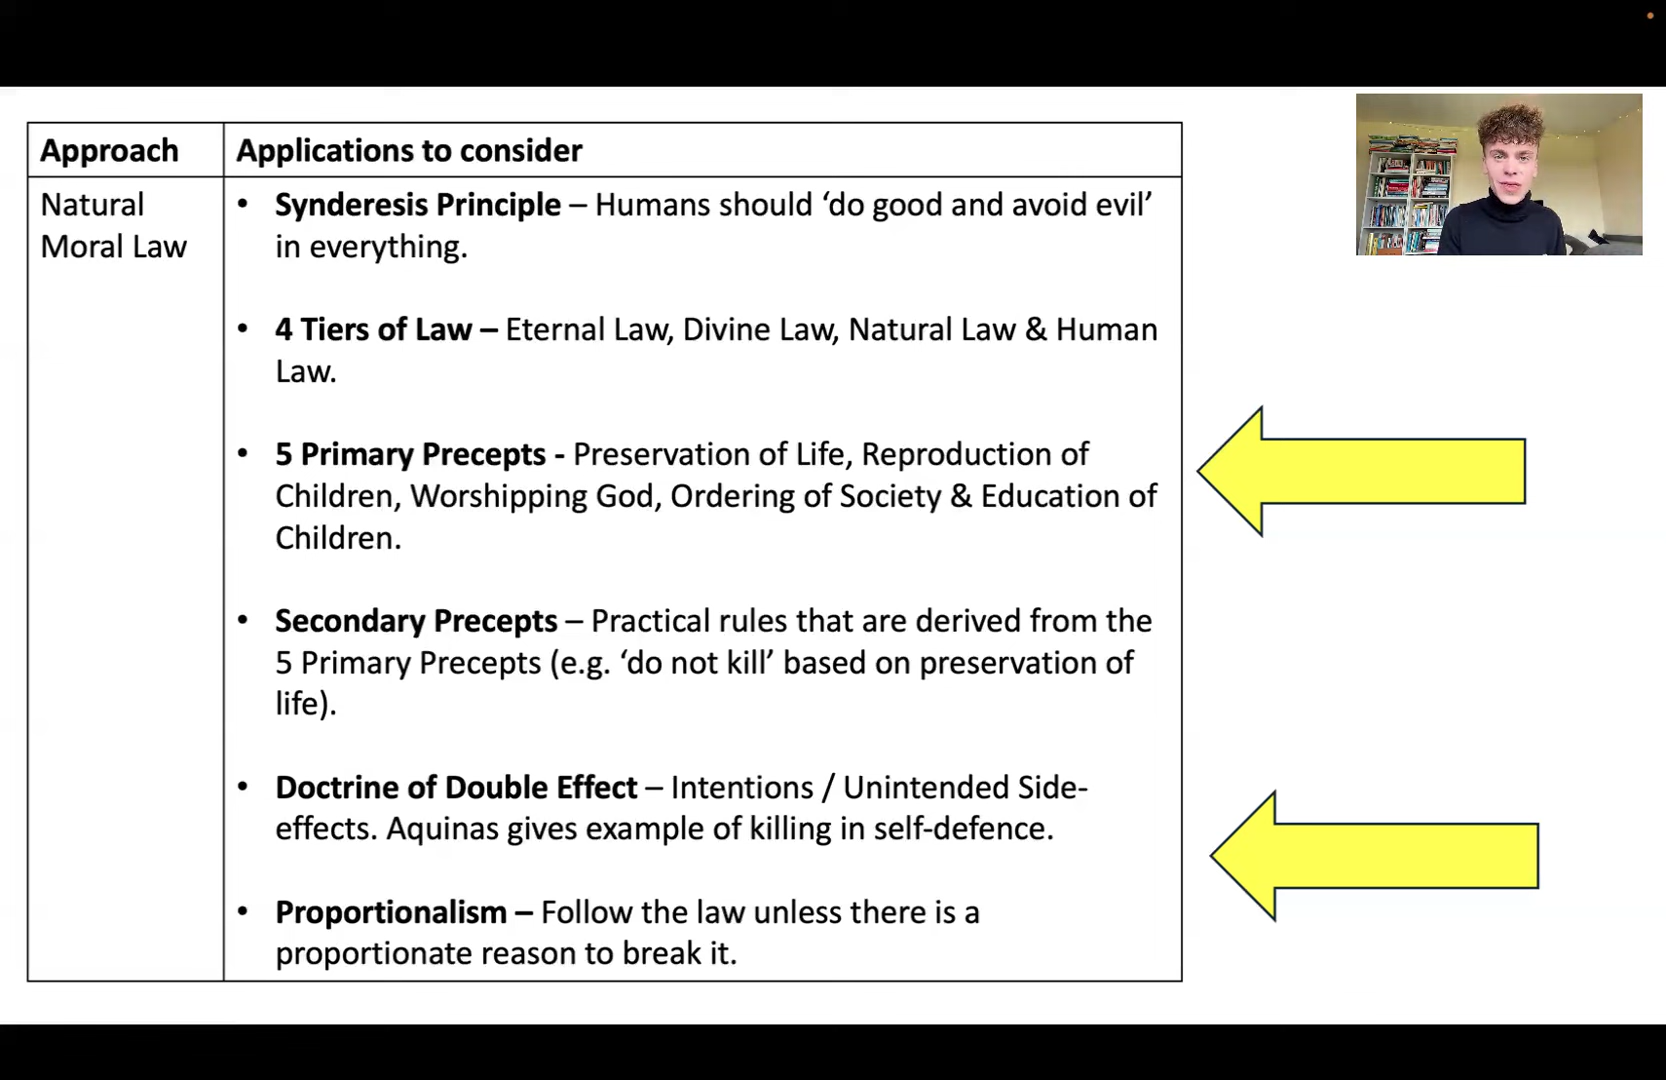 Approach
Applications to consider
Natural
Moral Law
• Synderesis Principle – Humans should ‘do good and avoid evil’
in everything.
• 4 Tiers of Law – Eternal Law, Divine Law, Natural Law & Human
Law.
• 5 Primary Precepts - Preservation of Life, Reproduction of
Children, Worshipping God, Ordering of Society & Education of
Children.
• Secondary Precepts – Practical rules that are derived from the
5 Primary Precepts (e.g. ‘do not kill’ based on preservation of
life).
• Doctrine of Double Effect – Intentions / Unintended Side-
effects. Aquinas gives example of killing in self-defence.
• Proportionalism – Follow the law unless there is a
proportionate reason to break it.